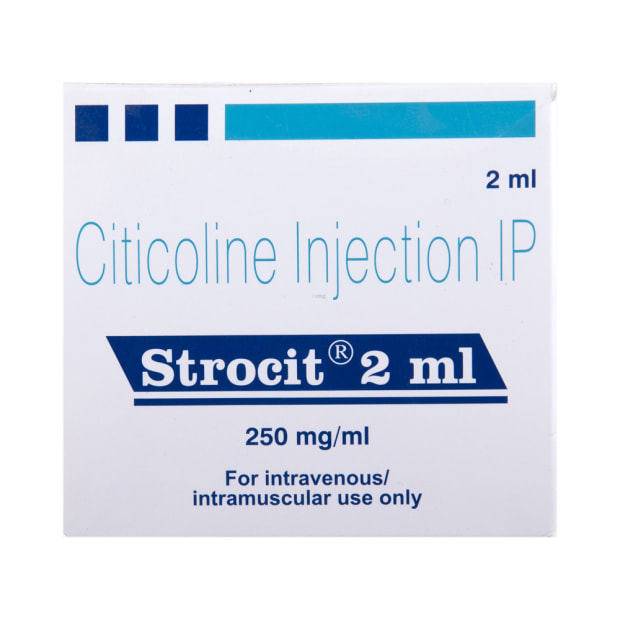 2 ml
Citicoline Injection IP
Strocit® 2 ml
250 mg/ml
For intravenous/
intramuscular use only